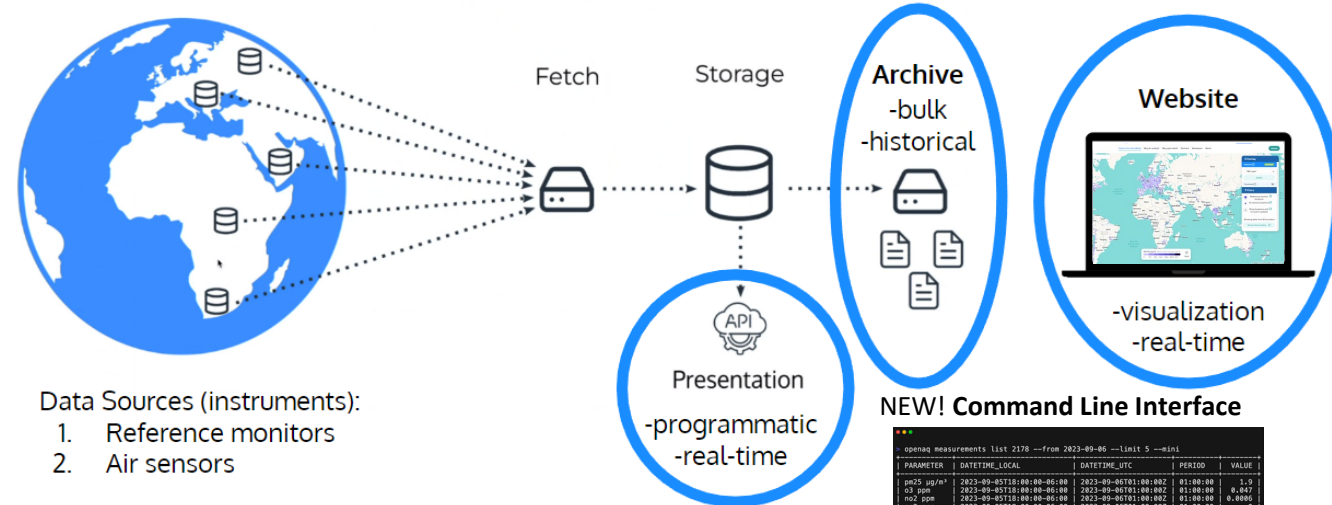 Fetch
Storage
Archive
-bulk
-historical
Website
API
Presentation
-programmatic
-real-time
-visualization
-real-time
Data Sources (instruments):
1. Reference monitors
2. Air sensors
NEW! Command Line Interface
> openaq measurements list 2178 --from 2023-09-06 --limit 5 --mini
| PARAMETER | DATETIME_LOCAL | DATETIME_UTC | PERIOD | VALUE |
| pm25 µg/m³ | 2023-09-05T18:00:00-06:00 | 2023-09-06T01:00:00Z | 01:00:00 | 1.9 |
| o3 ppm | 2023-09-05T18:00:00-06:00 | 2023-09-06T01:00:00Z | 01:00:00 | 0.047 |
| no2 ppm | 2023-09-05T18:00:00-06:00 | 2023-09-06T01:00:00Z | 01:00:00 | 0.0006 |